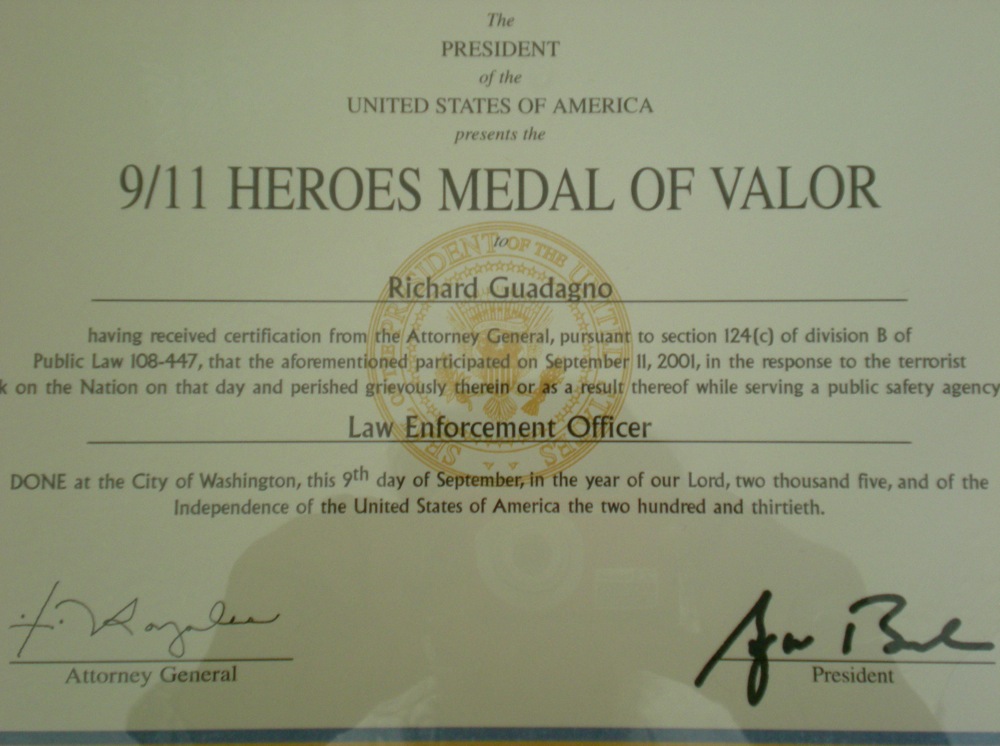 The
PRESIDENT
of the
UNITED STATES OF AMERICA
presents the
9/11 HEROES MEDAL OF VALOR
to
Richard Guadagno
having received certification from the Attorney General, pursuant to section 124(c) of division B of
Public Law 108-447, that the aforementioned participated on September 11, 2001, in the response to the terrorist
k on the Nation on that day and perished grievously therein or as a result thereof while serving a public safety agency
Law Enforcement Officer
DONE at the City of Washington, this 9th day of September, in the year of our Lord, two thousand five, and of the
Independence of the United States of America the two hundred and thirtieth.
Attorney General
President